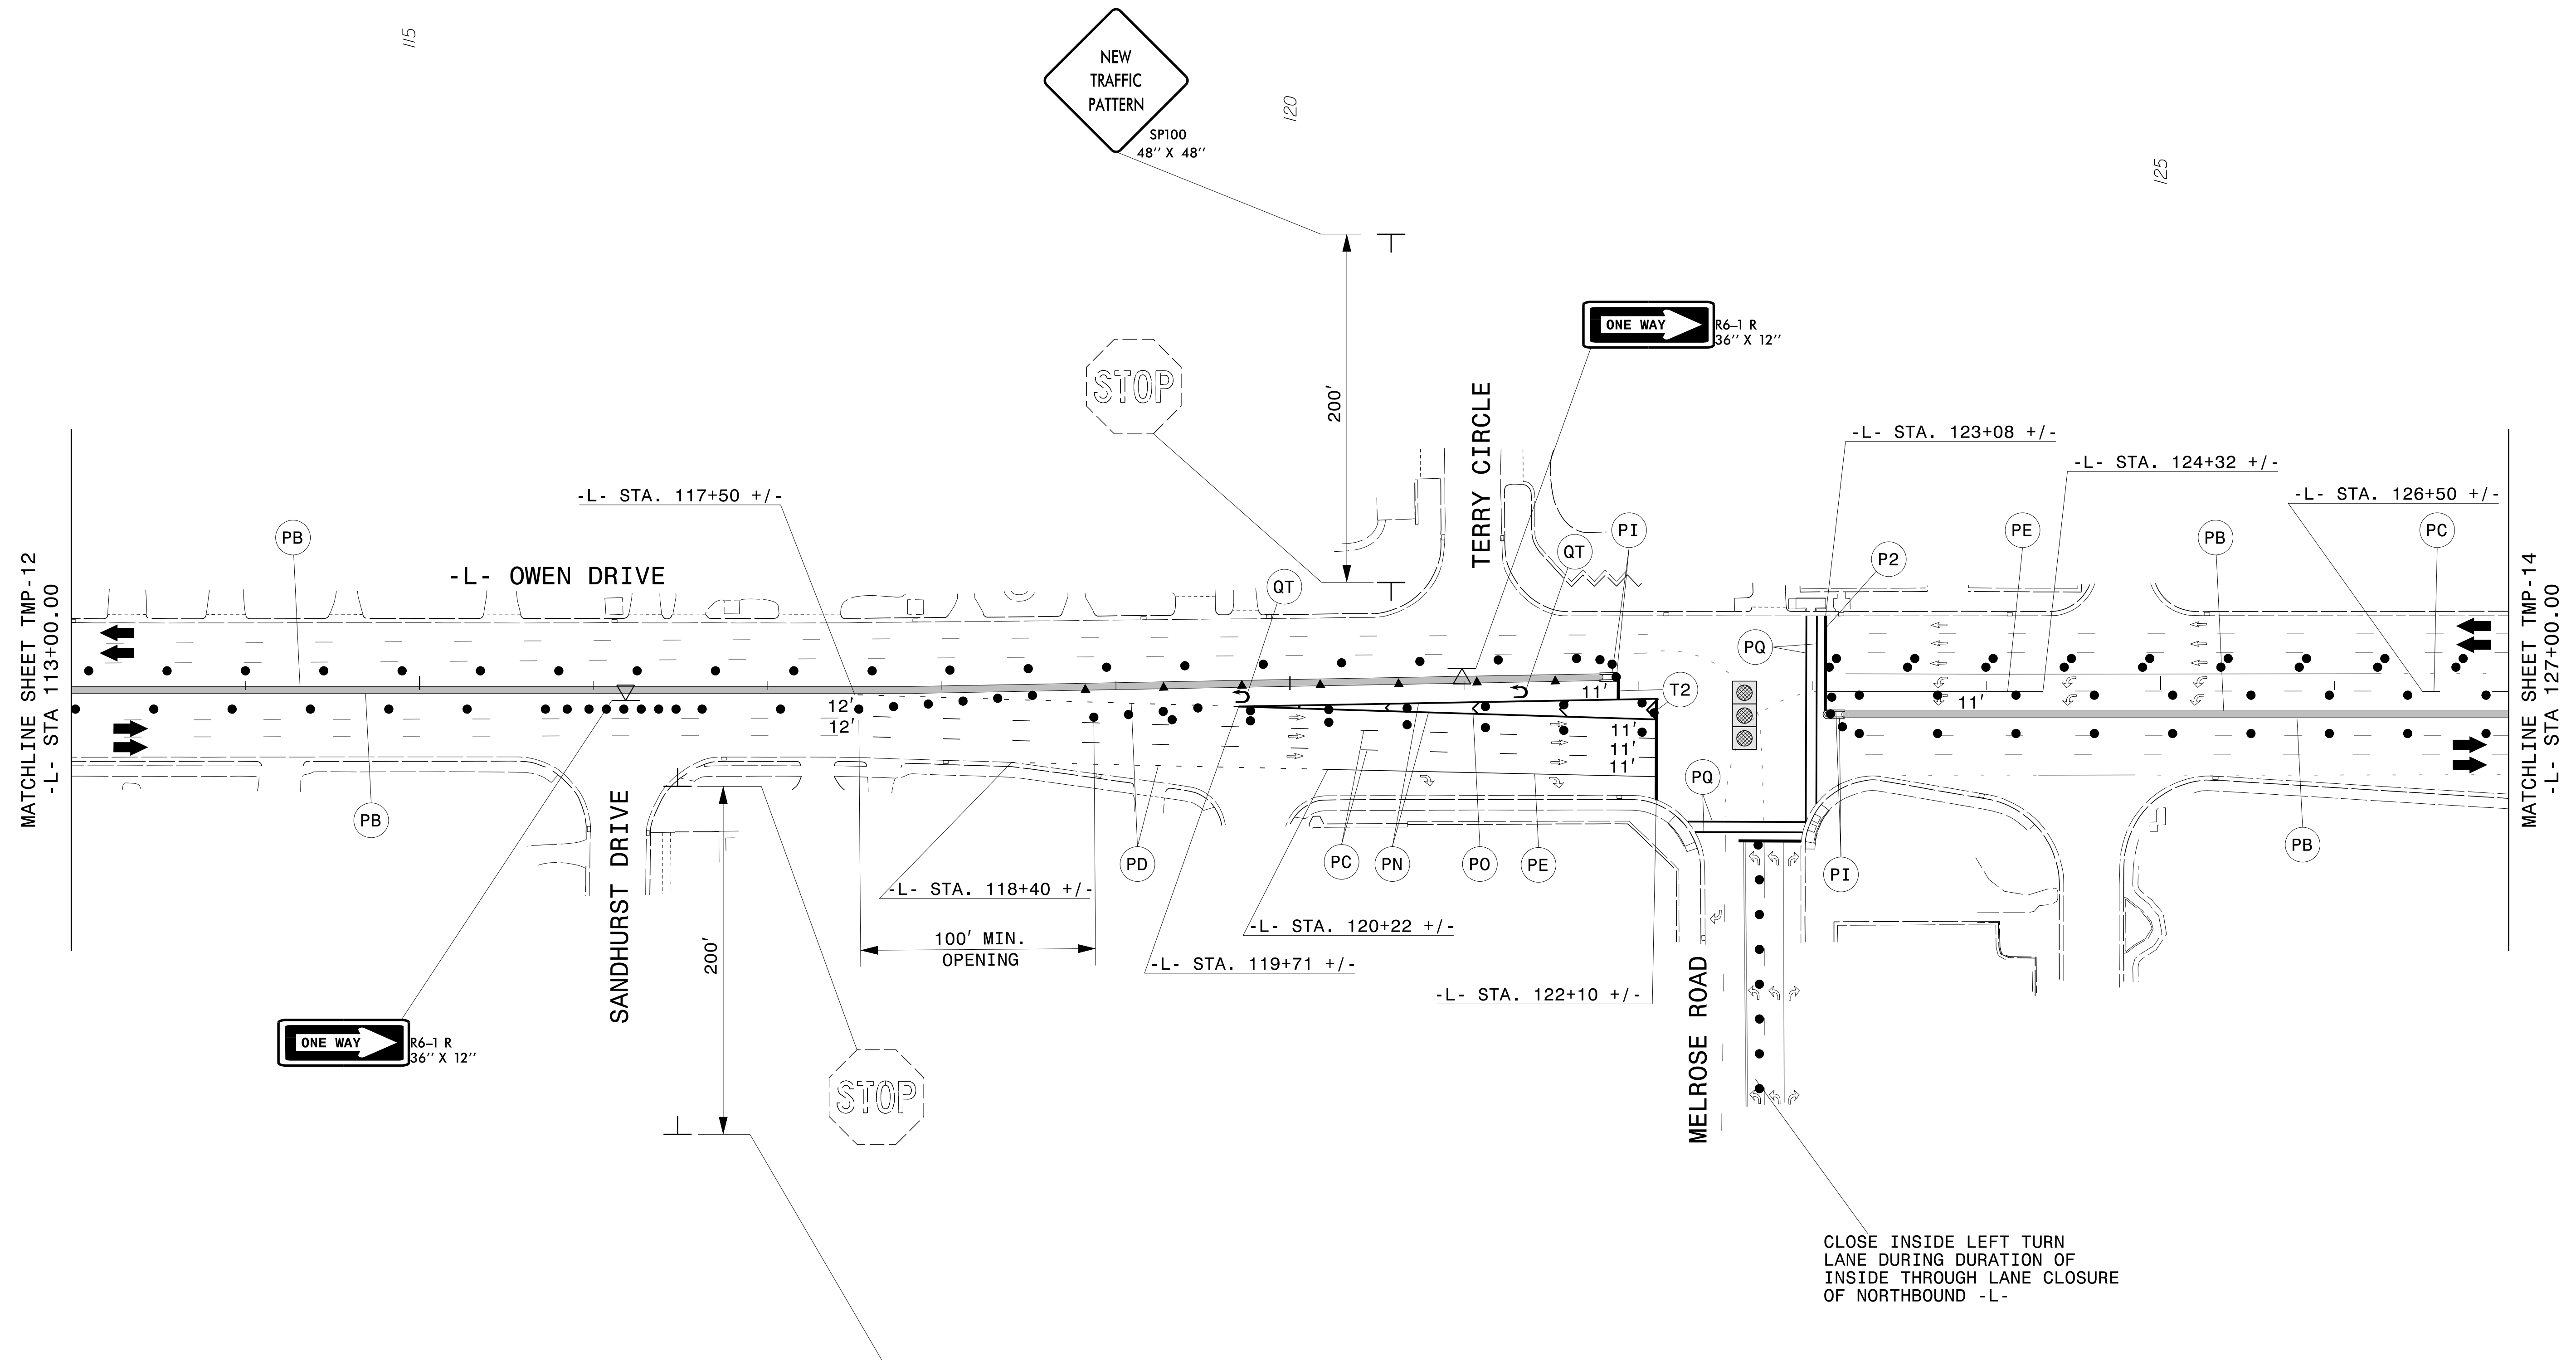 115
NEW
TRAFFIC
PATTERN
SP100
48" X 48"
120
125
ONE WAY
R6-1 R
36" X 12"
STOP
200'
TERRY CIRCLE
-L- STA. 123+08 +/-
-L- STA. 124+32 +/-
-L- STA. 126+50 +/-
-L- STA. 117+50 +/-
PB
-L- OWEN DRIVE
QT
QT
PI
P2
PE
PB
PC
MATCHLINE SHEET TMP-12
-L- STA 113+00.00
MATCHLINE SHEET TMP-14
-L- STA 127+00.00
PQ
T2
12'
12'
11'
11'
11'
11'
11'
PQ
PB
SANDHURST DRIVE
PD
PC
PN
PO
PE
PI
PB
-L- STA. 118+40 +/-
-L- STA. 120+22 +/-
100' MIN.
OPENING
-L- STA. 119+71 +/-
-L- STA. 122+10 +/-
200'
MELROSE ROAD
ONE WAY
R6-1 R
36" X 12"
STOP
CLOSE INSIDE LEFT TURN
LANE DURING DURATION OF
INSIDE THROUGH LANE CLOSURE
OF NORTHBOUND -L-